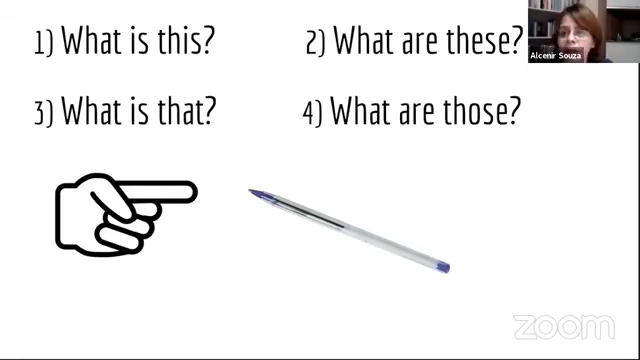 1) What is this?
2) What are these?
Alcenir Souza
3) What is that?
4) What are those?
zoom